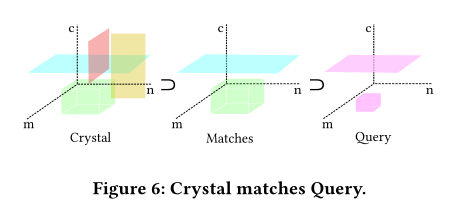 c
c
c
n
⊃
n
⊃
n
m
m
m
Crystal
Matches
Query
Figure 6: Crystal matches Query.